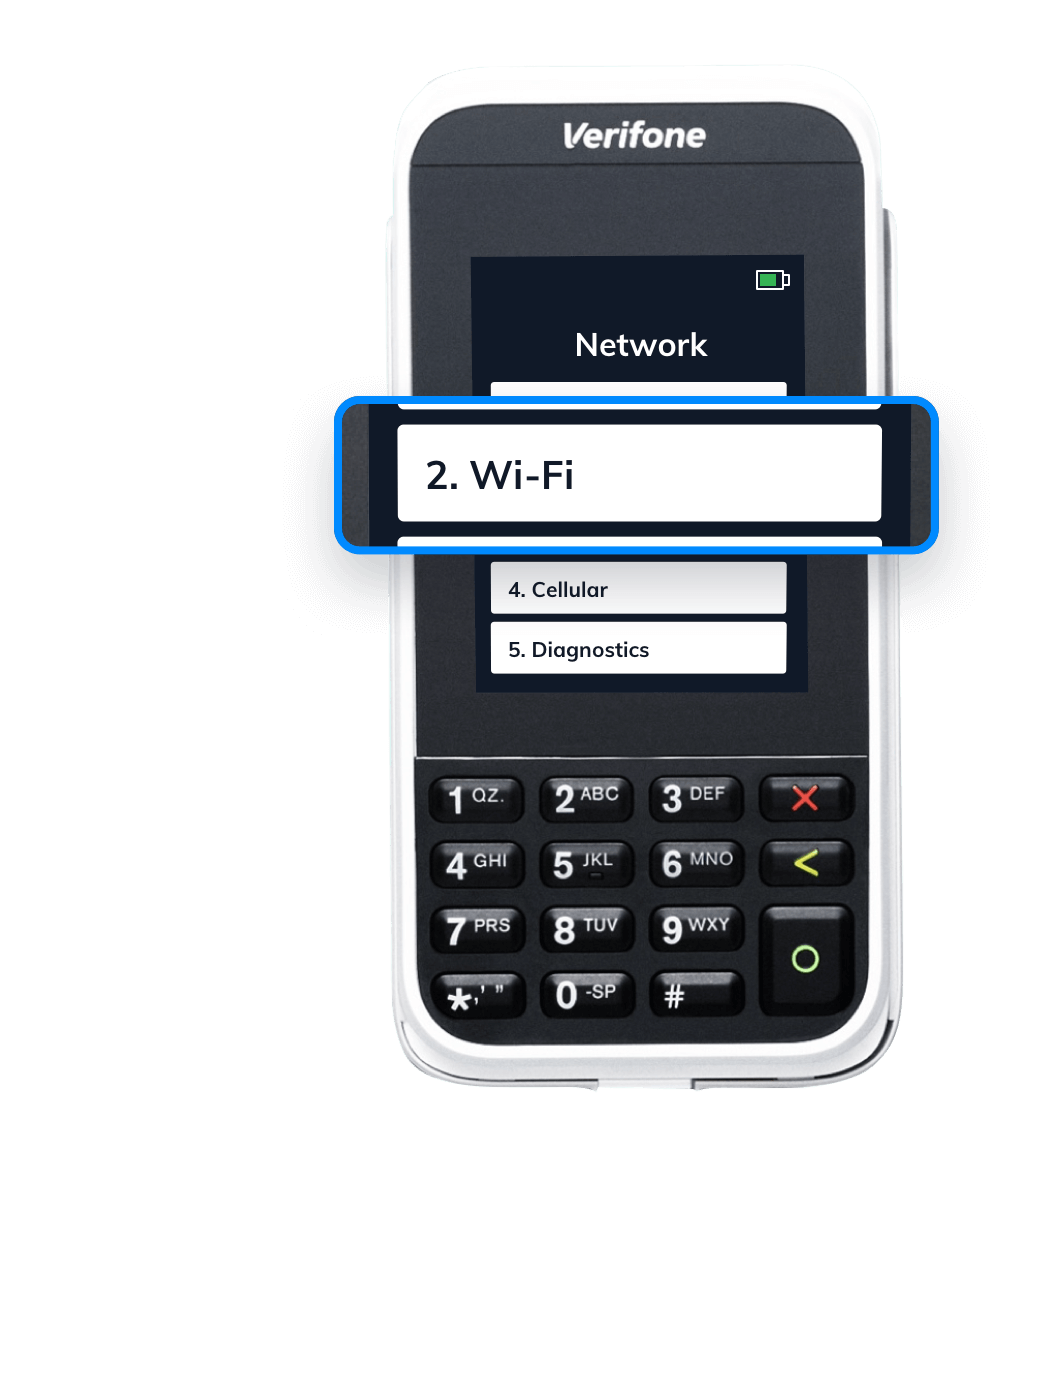 Verifone
Network
2. Wi-Fi
4. Cellular
5. Diagnostics
1 QZ. 2 ABC 3 DEF
4 GHI 5 JKL 6 MNO <
7 PRS 8 TUV 9 WXY
*,' " 0 -SP #